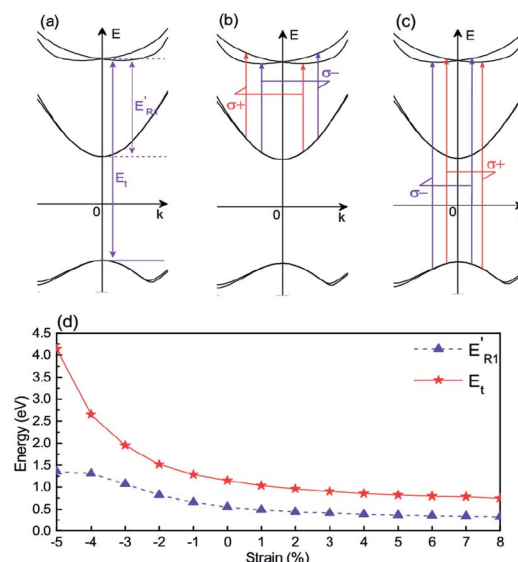 (a)
E
E'R1
Et
0
k
(b)
E
σ−
σ+
0
k
(c)
E
σ+
σ−
0
k
(d)
4.5
4.0
3.5
3.0
2.5
2.0
1.5
1.0
0.5
0.0
Energy (eV)
E'R1
Et
-5 -4 -3 -2 -1 0 1 2 3 4 5 6 7 8
Strain (%)